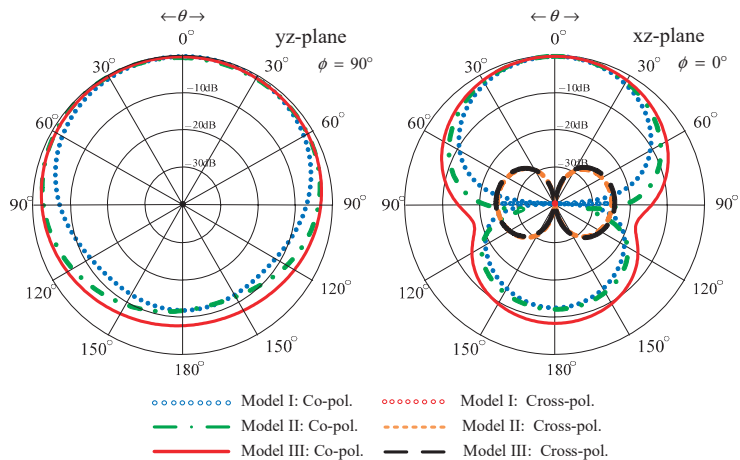 ←θ→
yz-plane
0°
ϕ = 90°
30°
30°
−10dB
60°
60°
−20dB
−30dB
90°
90°
120°
120°
150°
150°
180°
←θ→
xz-plane
0°
ϕ = 0°
30°
30°
−10dB
60°
60°
−20dB
−30dB
90°
90°
120°
120°
150°
150°
180°
Model I: Co-pol.
Model I: Cross-pol.
Model II: Co-pol.
Model II: Cross-pol.
Model III: Co-pol.
Model III: Cross-pol.